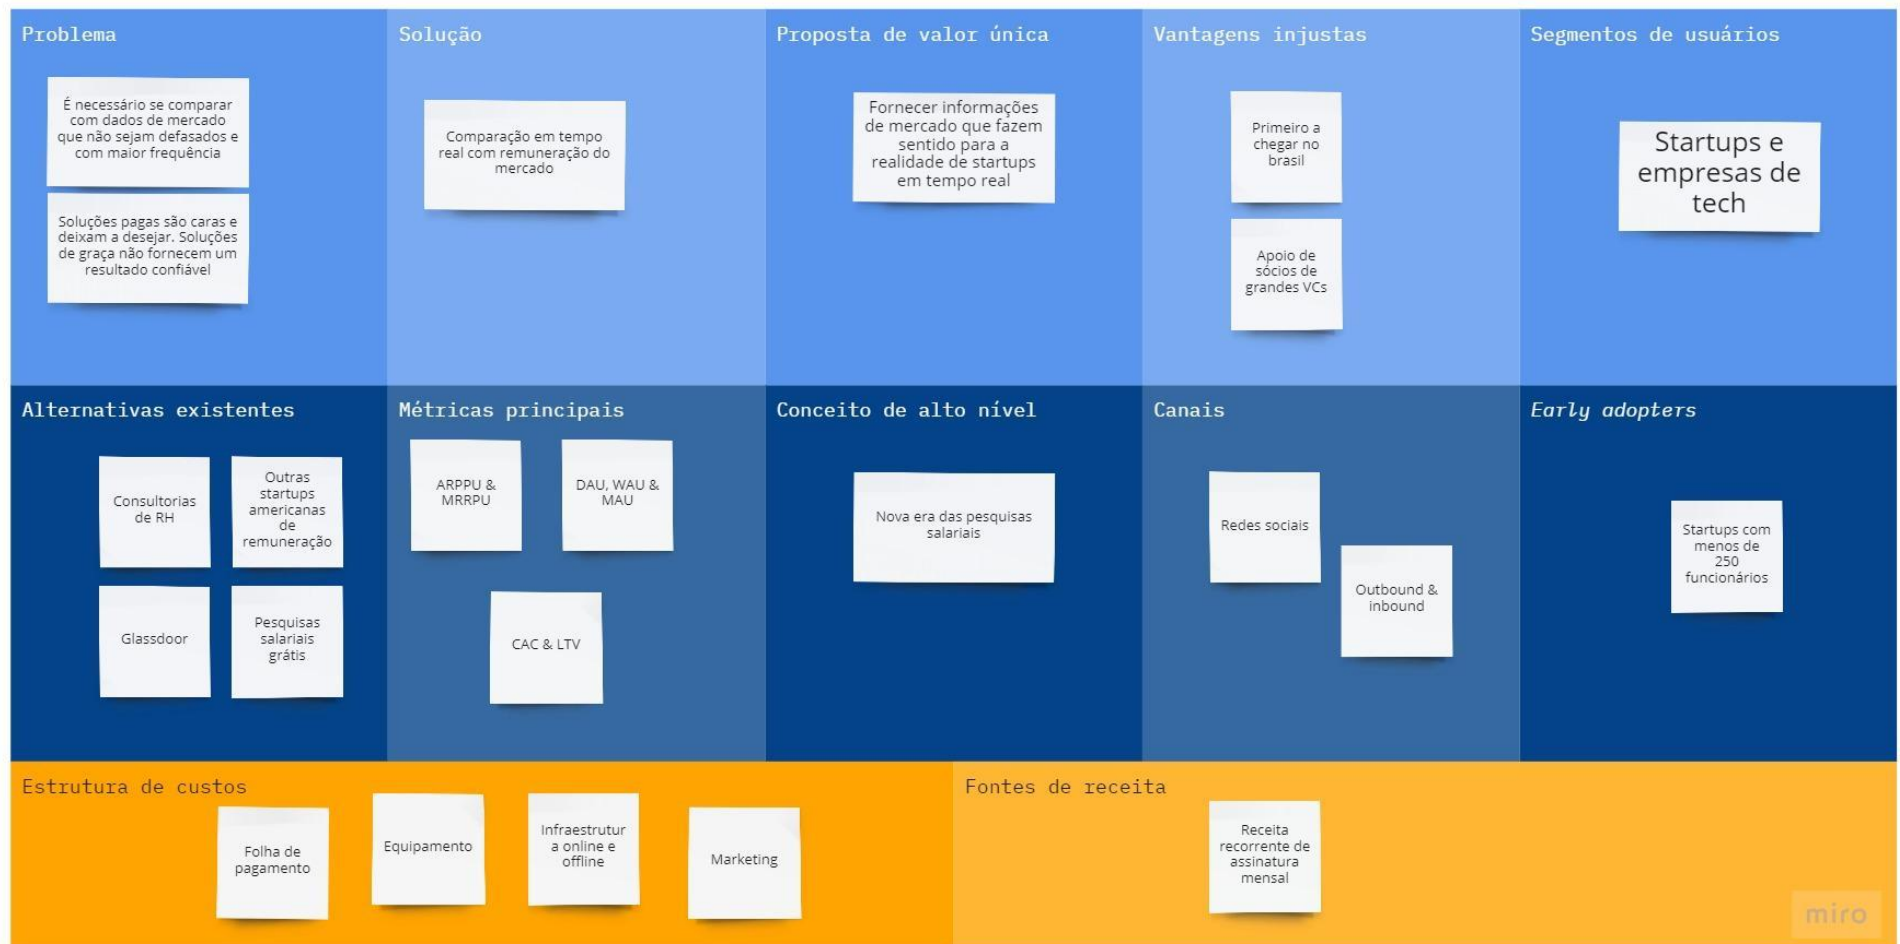 Problema
É necessário se comparar
com dados de mercado
que não sejam defasados e
com maior frequência
Soluções pagas são caras e
deixam a desejar. Soluções
de graça não fornecem um
resultado confiável
Solução
Comparação em tempo
real com remuneração do
mercado
Proposta de valor única
Fornecer informações
de mercado que fazem
sentido para a
realidade de startups
em tempo real
Vantagens injustas
Primeiro a
chegar no
brasil
Apoio de
sócios de
grandes VCs
Segmentos de usuários
Startups e
empresas de
tech
Alternativas existentes
Consultorias
de RH
Outras
startups
americanas
de
remuneração
Glassdoor
Pesquisas
salariais
grátis
Métricas principais
ARPPU &
MRRPU
DAU, WAU &
MAU
CAC & LTV
Conceito de alto nível
Nova era das pesquisas
salariais
Canais
Redes sociais
Outbound &
inbound
Early adopters
Startups com
menos de
250
funcionários
Estrutura de custos
Folha de
pagamento
Equipamento
Infraestrutur
a online e
offline
Marketing
Fontes de receita
Receita
recorrente de
assinatura
mensal
miro